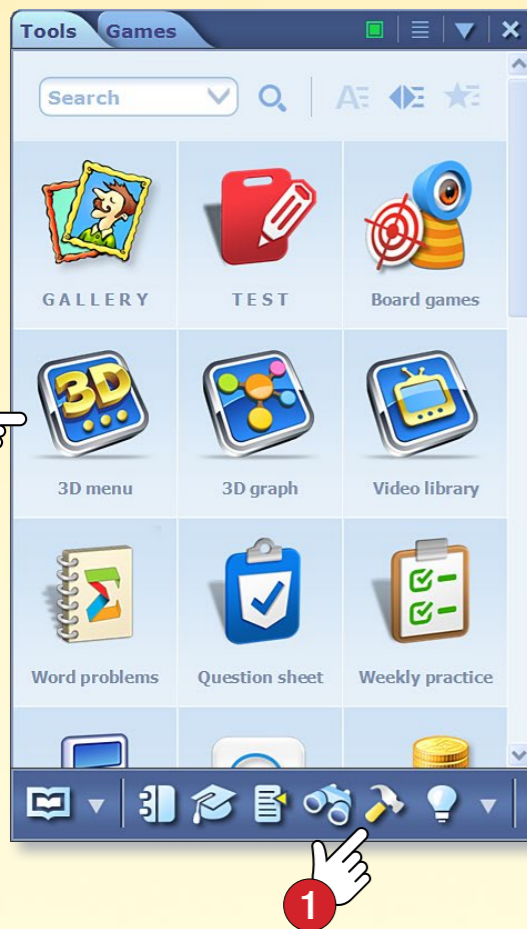 Tools Games
Search
GALLERY TEST Board games
3D
3D menu 3D graph Video library
Σ
Word problems Question sheet Weekly practice
1